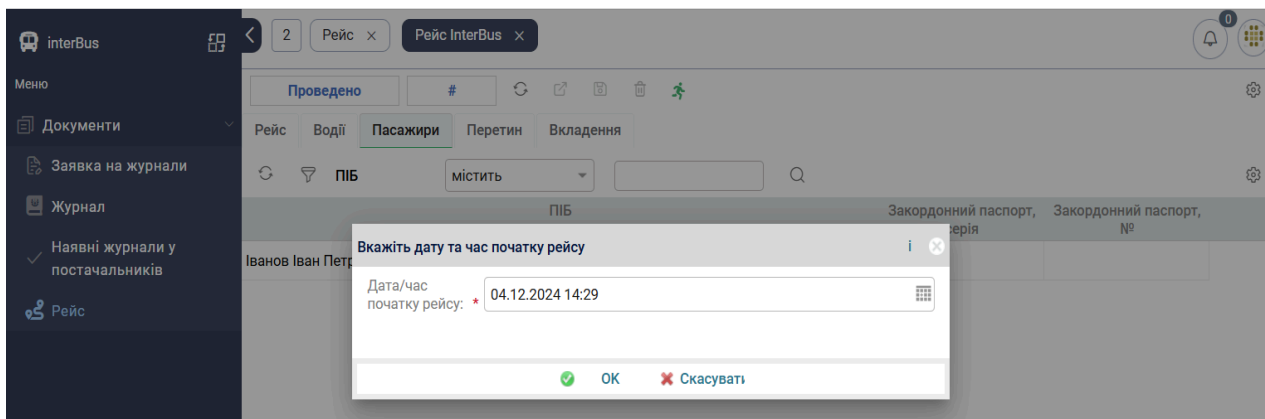 interBus
2
Рейс ×
Рейс InterBus ×
0
Меню
Проведено
#
Документи
Рейс
Водії
Пасажири
Перетин
Вкладення
Заявка на журнали
ПІБ
містить
Журнал
ПІБ
Закордонний паспорт, серія
Закордонний паспорт,
№
Наявні журнали у
постачальників
Іванов Іван Петр
Вкажіть дату та час початку рейсу
i
Дата/час
початку рейсу: *
04.12.2024 14:29
Рейс
OK
Скасувати